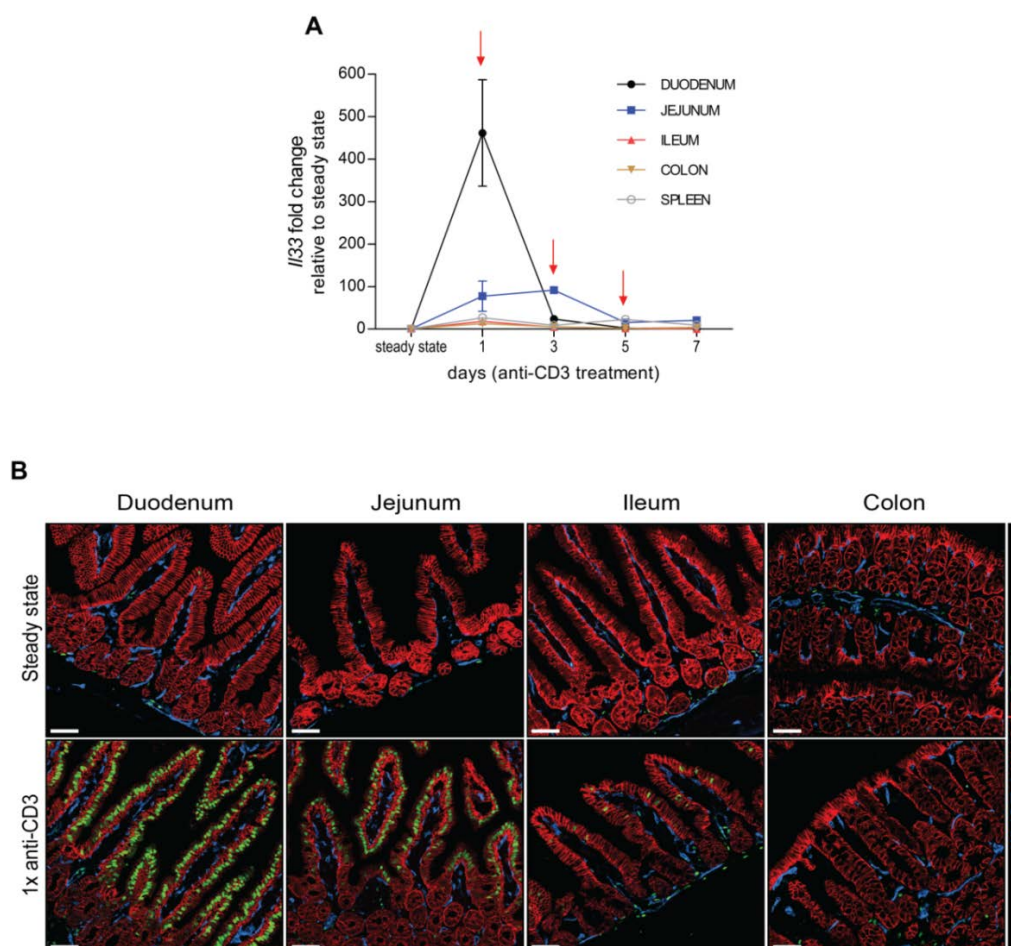 A
Il33 fold change
relative to steady state
600
500
400
300
200
100
0
steady state
1
3
5
7
days (anti-CD3 treatment)
DUODENUM
JEJUNUM
ILEUM
COLON
SPLEEN
B
Duodenum
Jejunum
Ileum
Colon
Steady state
1x anti-CD3